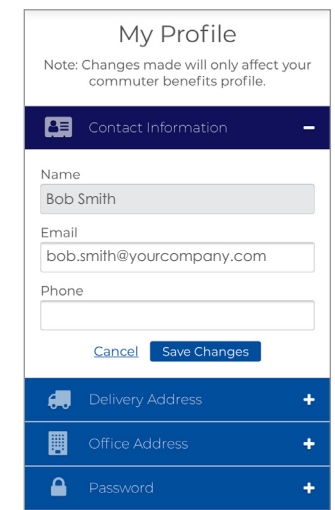 My Profile
Note: Changes made will only affect your
commuter benefits profile.
Contact Information
Name
Bob Smith
Email
bob.smith@yourcompany.com
Phone
Cancel Save Changes
Delivery Address
Office Address
Password